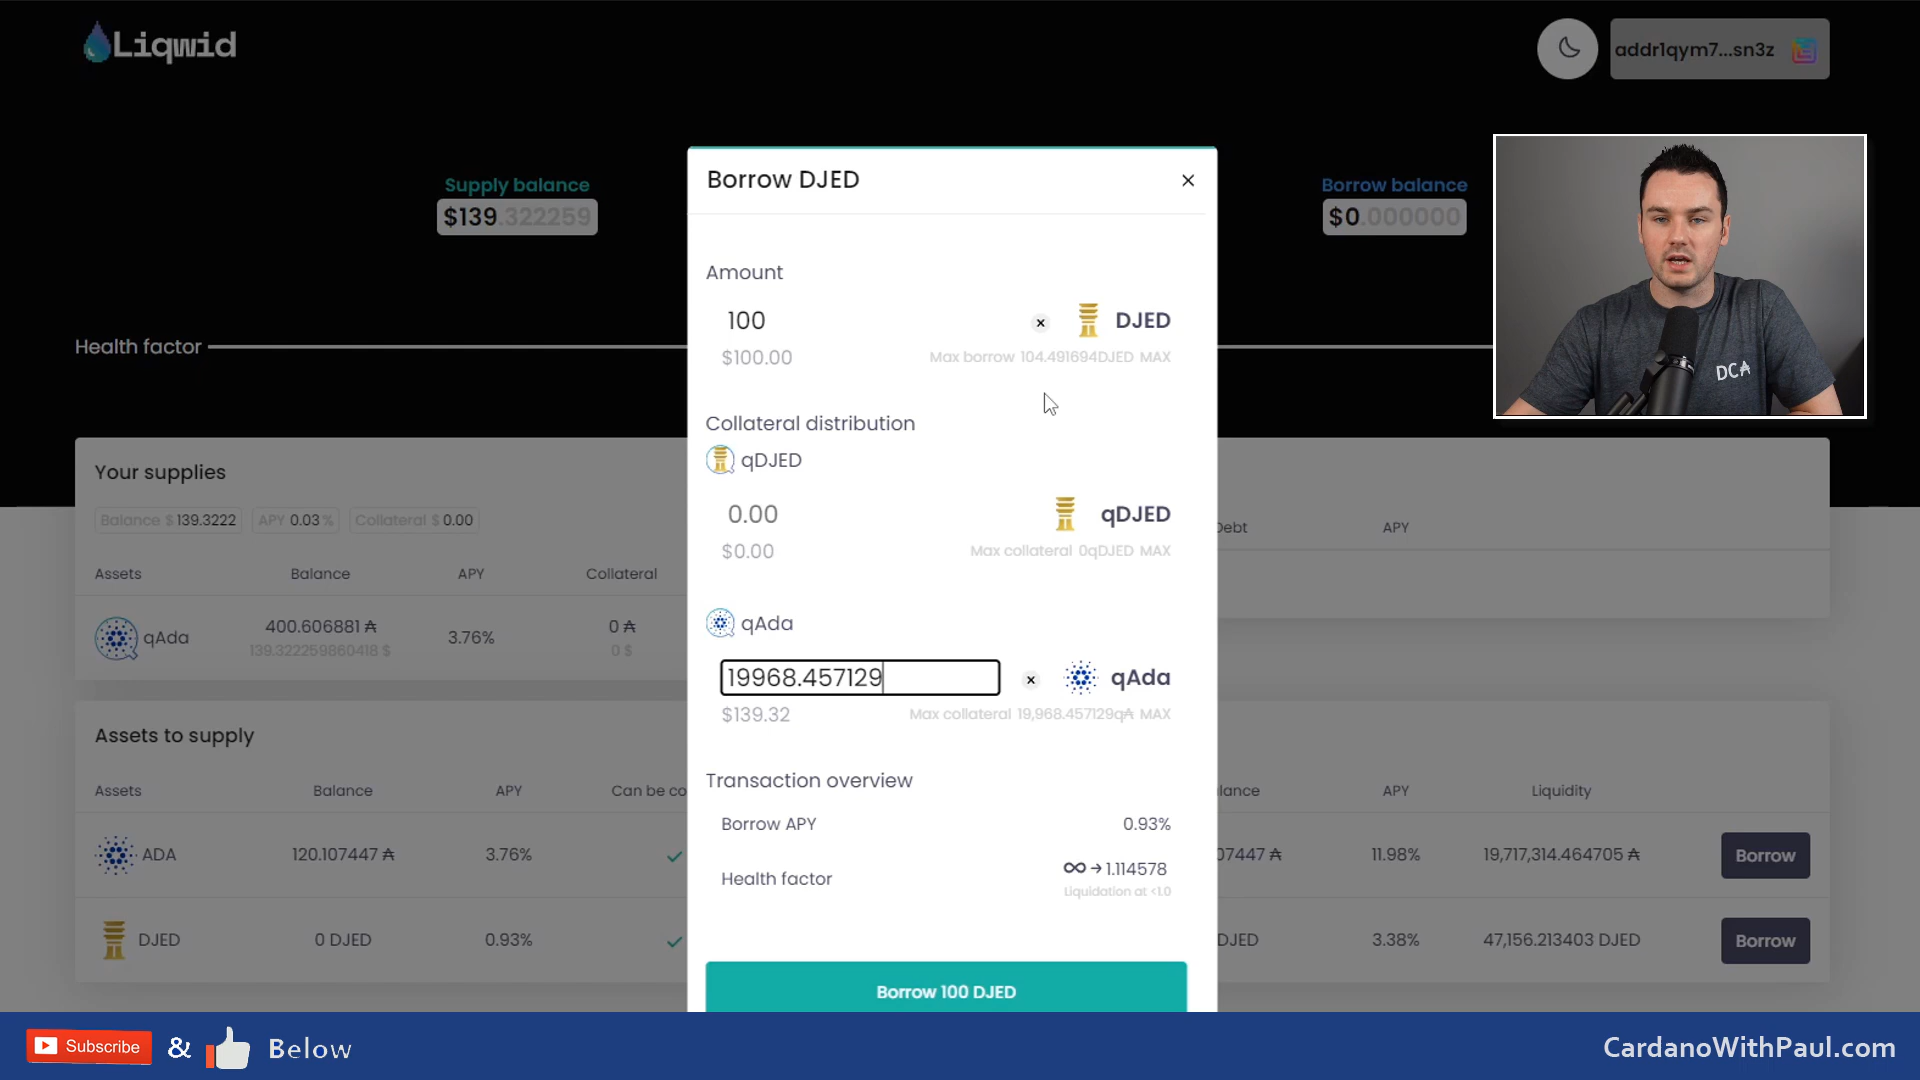 Liqwid
addr1qym7...sn3z
Supply balance
$139.322259
Borrow balance
$0.000000
Health factor
Borrow DJED
×
Amount
100
× DJED
$100.00
Max borrow 104.491694DJED MAX
Collateral distribution
qDJED
0.00
qDJED
$0.00
Max collateral 0qDJED MAX
qAda
19968.457129
× qAda
$139.32
Max collateral 19,968.457129q₳ MAX
Transaction overview
Borrow APY 0.93%
Health factor ∞ → 1.114578
Liquidation at <1.0
Borrow 100 DJED
Your supplies
Balance $ 139.3222 APY 0.03 % Collateral $ 0.00
Assets Balance APY Collateral
qAda 400.606881 ₳ 3.76% 0 ₳
139.322259860418 $ 0 $
Debt APY
Assets to supply
Assets Balance APY Can be co
ADA 120.107447 ₳ 3.76% ✓
DJED 0 DJED 0.93% ✓
lance APY Liquidity
07447 ₳ 11.98% 19,717,314.464705 ₳ Borrow
DJED 3.38% 47,156.213403 DJED Borrow
DC₳
Subscribe & Below
CardanoWithPaul.com